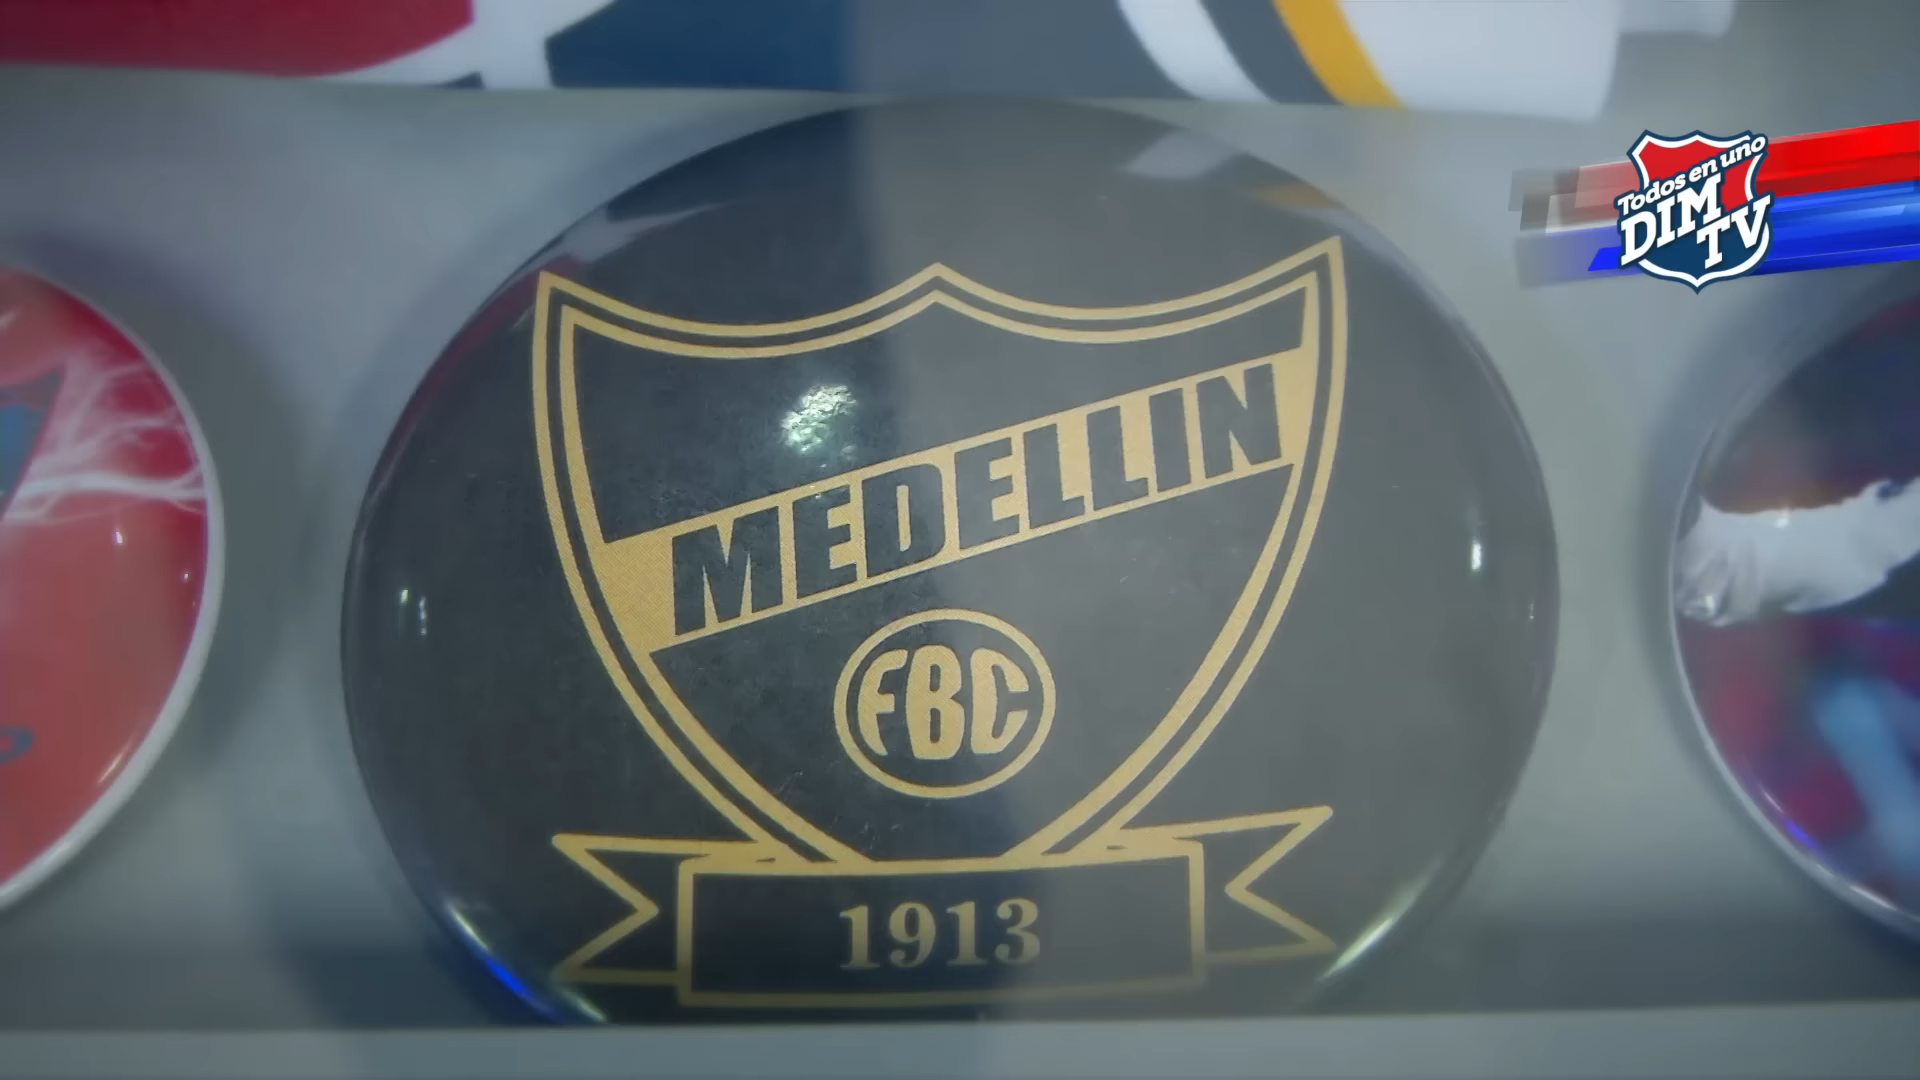 Todos en uno
DIM
TV
MEDELLIN
FBC
1913